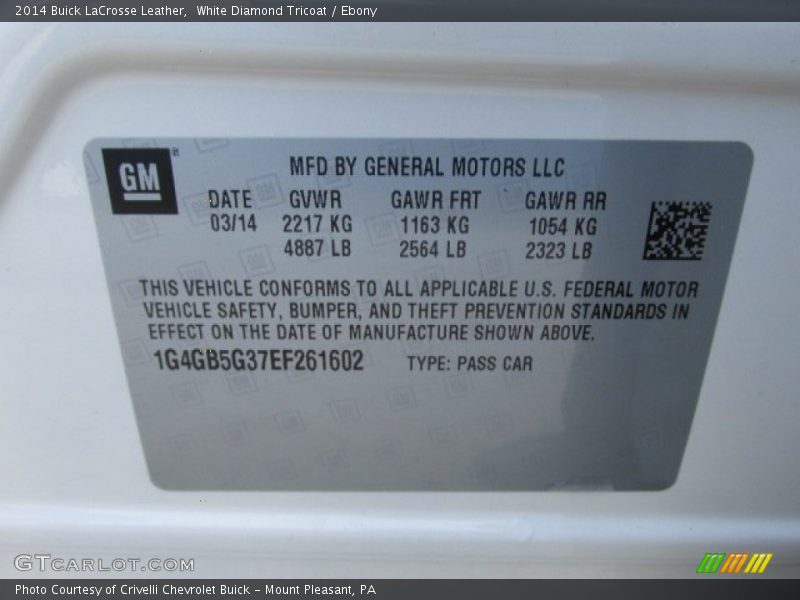 2014 Buick LaCrosse Leather,  White Diamond Tricoat / Ebony
GM®
MFD BY GENERAL MOTORS LLC
DATE GVWR GAWR FRT GAWR RR
03/14 2217 KG 1163 KG 1054 KG
4887 LB 2564 LB 2323 LB
THIS VEHICLE CONFORMS TO ALL APPLICABLE U.S. FEDERAL MOTOR
VEHICLE SAFETY, BUMPER, AND THEFT PREVENTION STANDARDS IN
EFFECT ON THE DATE OF MANUFACTURE SHOWN ABOVE.
1G4GB5G37EF261602 TYPE: PASS CAR
GTCARLOT.COM
Photo Courtesy of Crivelli Chevrolet Buick – Mount Pleasant, PA